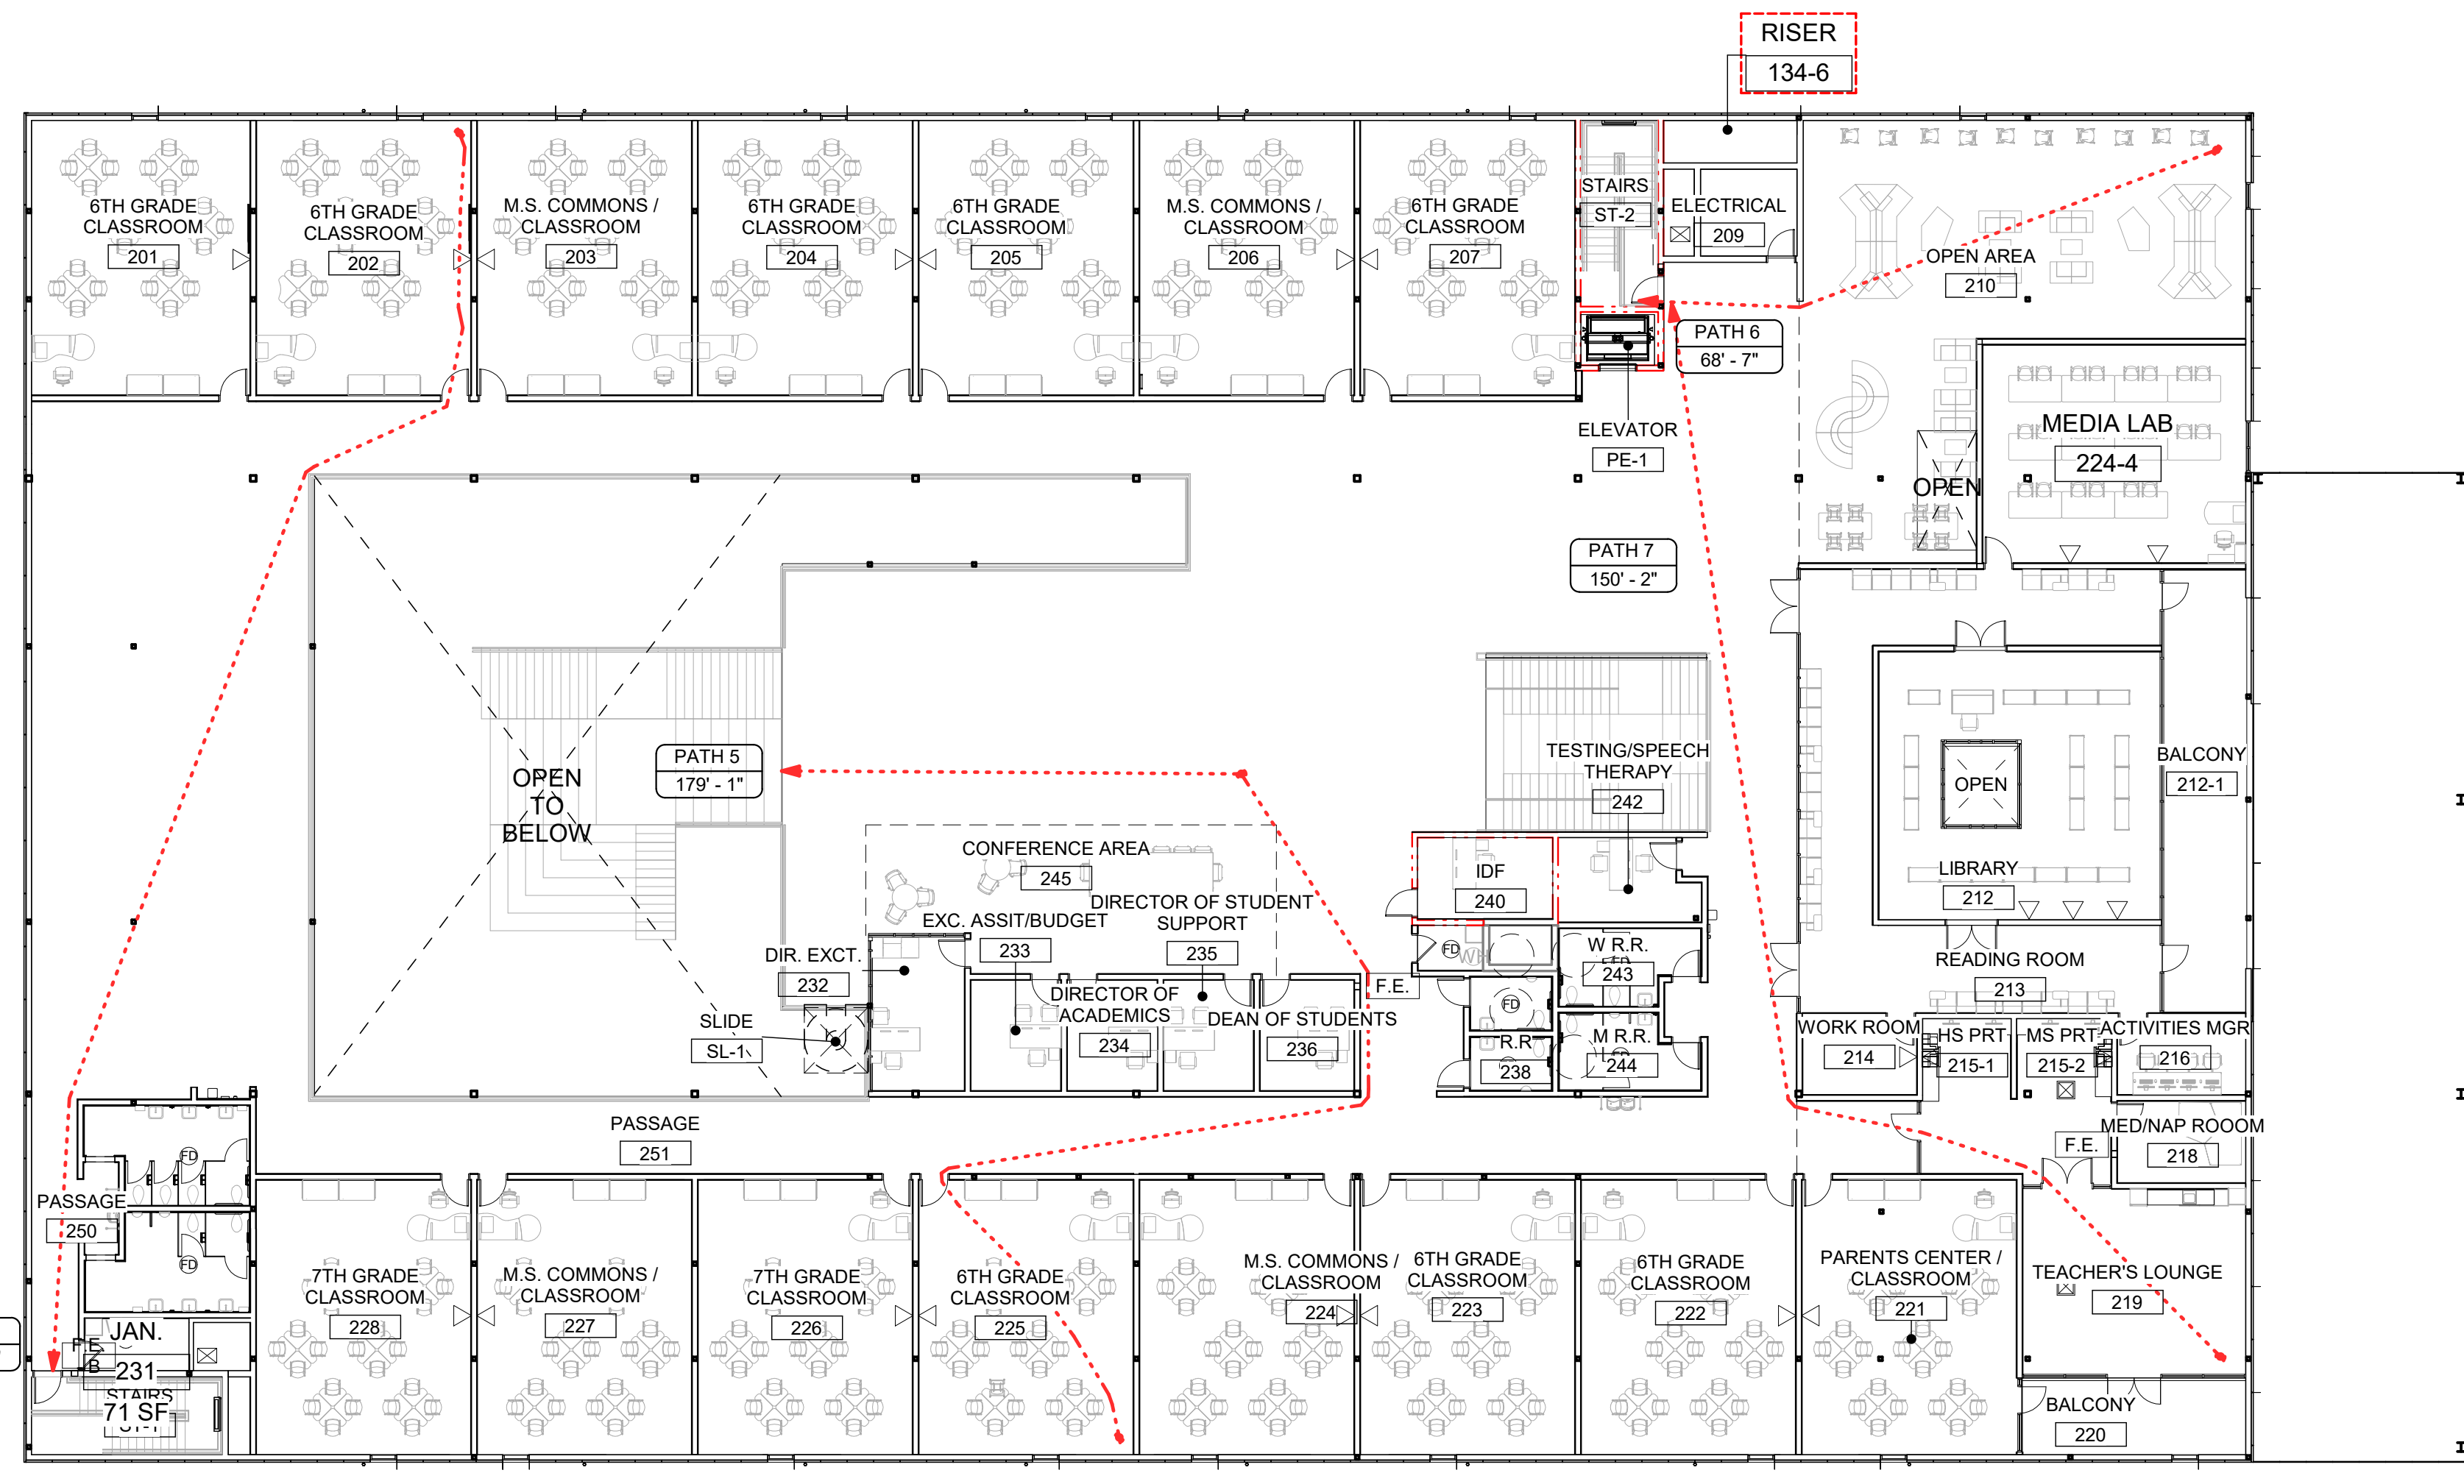 RISER
134-6
6TH GRADE
CLASSROOM
201
6TH GRADE
CLASSROOM
202
M.S. COMMONS /
CLASSROOM
203
6TH GRADE
CLASSROOM
204
6TH GRADE
CLASSROOM
205
M.S. COMMONS /
CLASSROOM
206
6TH GRADE
CLASSROOM
207
STAIRS
ST-2
ELECTRICAL
209
OPEN AREA
210
PATH 6
68' - 7"
ELEVATOR
PE-1
MEDIA LAB
224-4
OPEN
PATH 7
150' - 2"
OPEN
TO
BELOW
PATH 5
179' - 1"
TESTING/SPEECH
THERAPY
242
BALCONY
212-1
OPEN
LIBRARY
212
CONFERENCE AREA
245
IDF
240
DIRECTOR OF STUDENT
SUPPORT
235
EXC. ASSIT/BUDGET
233
DIR. EXCT.
232
FD
WH
W R.R.
243
READING ROOM
213
F.E.
DIRECTOR OF
ACADEMICS
234
DEAN OF STUDENTS
236
FD
SLIDE
SL-1
R.R
238
M R.R.
244
WORK ROOM
214
HS PRT
215-1
MS PRT
215-2
ACTIVITIES MGR
216
PASSAGE
251
FD
F.E.
MED/NAP ROOOM
218
PASSAGE
250
FD
7TH GRADE
CLASSROOM
228
M.S. COMMONS /
CLASSROOM
227
7TH GRADE
CLASSROOM
226
6TH GRADE
CLASSROOM
225
M.S. COMMONS /
CLASSROOM
224
6TH GRADE
CLASSROOM
223
6TH GRADE
CLASSROOM
222
PARENTS CENTER /
CLASSROOM
221
TEACHER'S LOUNGE
219
JAN.
231
71 SF
F.E
B
STAIRS
ST-1
BALCONY
220